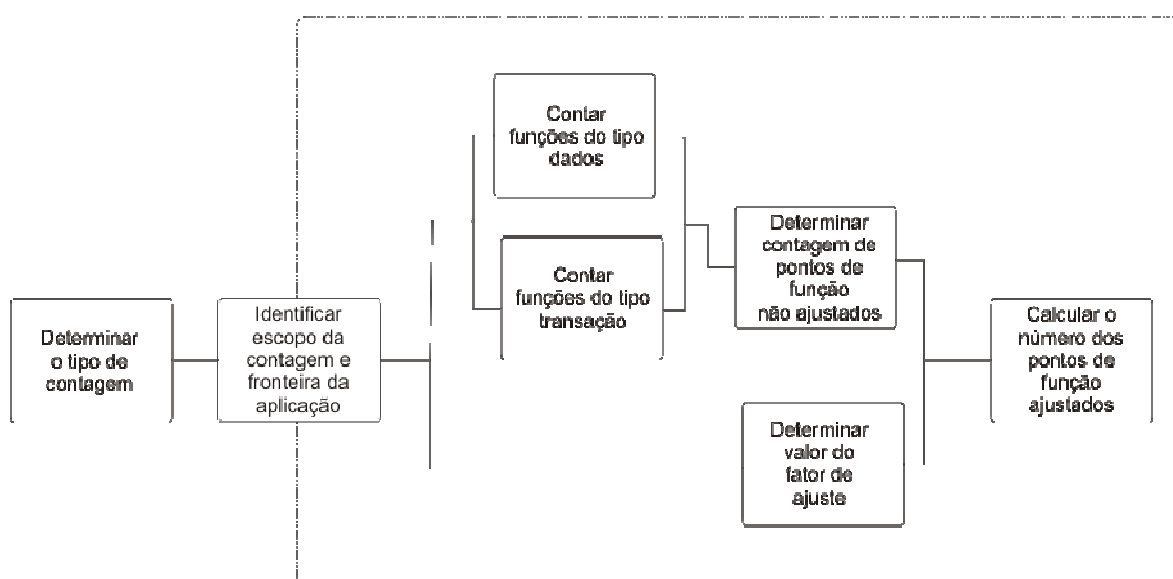 Determinar
o tipo de
contagem
Identificar
escopo da
contagem e
fronteira da
aplicação
Contar
funções do tipo
dados
Contar
funções do tipo
transação
Determinar
contagem de
pontos de
função
não ajustados
Determinar
valor do
fator de
ajuste
Calcular o
número dos
pontos de
função
ajustados